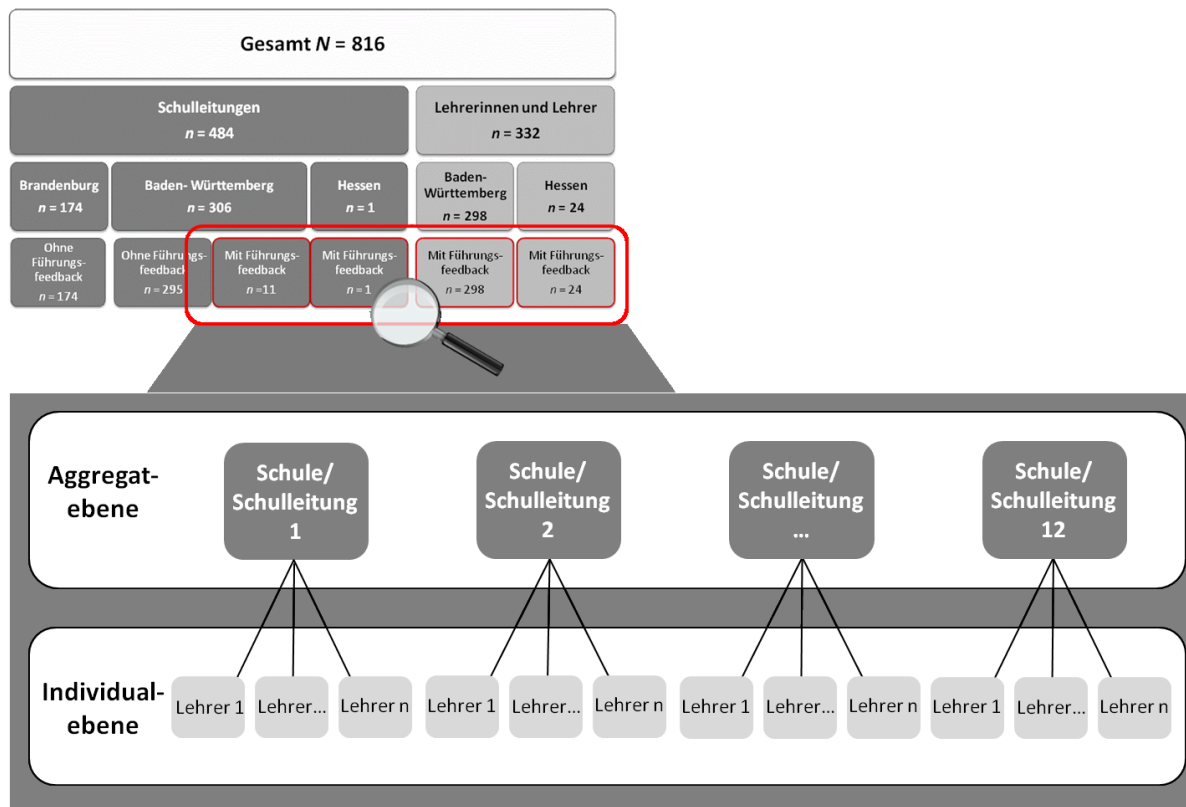 Gesamt N = 816
Schulleitungen
n = 484
Lehrerinnen und Lehrer
n = 332
Brandenburg
n = 174
Baden- Württemberg
n = 306
Hessen
n = 1
Baden-
Württemberg
n = 298
Hessen
n = 24
Ohne
Führungs-
feedback
n = 174
Ohne Führungs-
feedback
n = 295
Mit Führungs-
feedback
n =11
Mit Führungs-
feedback
n = 1
Mit Führungs-
feedback
n = 298
Mit Führungs-
feedback
n = 24
Aggregat-
ebene
Schule/
Schulleitung
1
Schule/
Schulleitung
2
Schule/
Schulleitung
...
Schule/
Schulleitung
12
Individual-
ebene
Lehrer 1
Lehrer...
Lehrer n
Lehrer 1
Lehrer...
Lehrer n
Lehrer 1
Lehrer...
Lehrer n
Lehrer 1
Lehrer...
Lehrer n